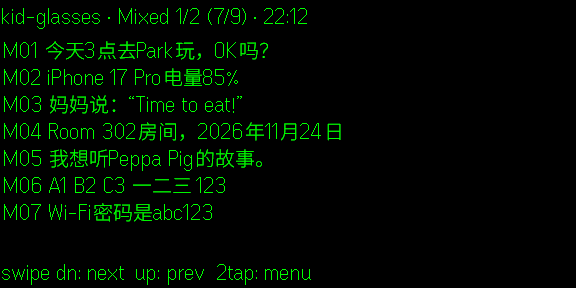 kid-glasses · Mixed 1/2 (7/9) · 22:12
M01 今天3点去Park玩，OK吗？
M02 iPhone 17 Pro电量85%
M03 妈妈说：“Time to eat!”
M04 Room 302房间，2026年11月24日
M05 我想听Peppa Pig的故事。
M06 A1 B2 C3 一二三 123
M07 Wi-Fi密码是abc123
swipe dn: next  up: prev  2tap: menu